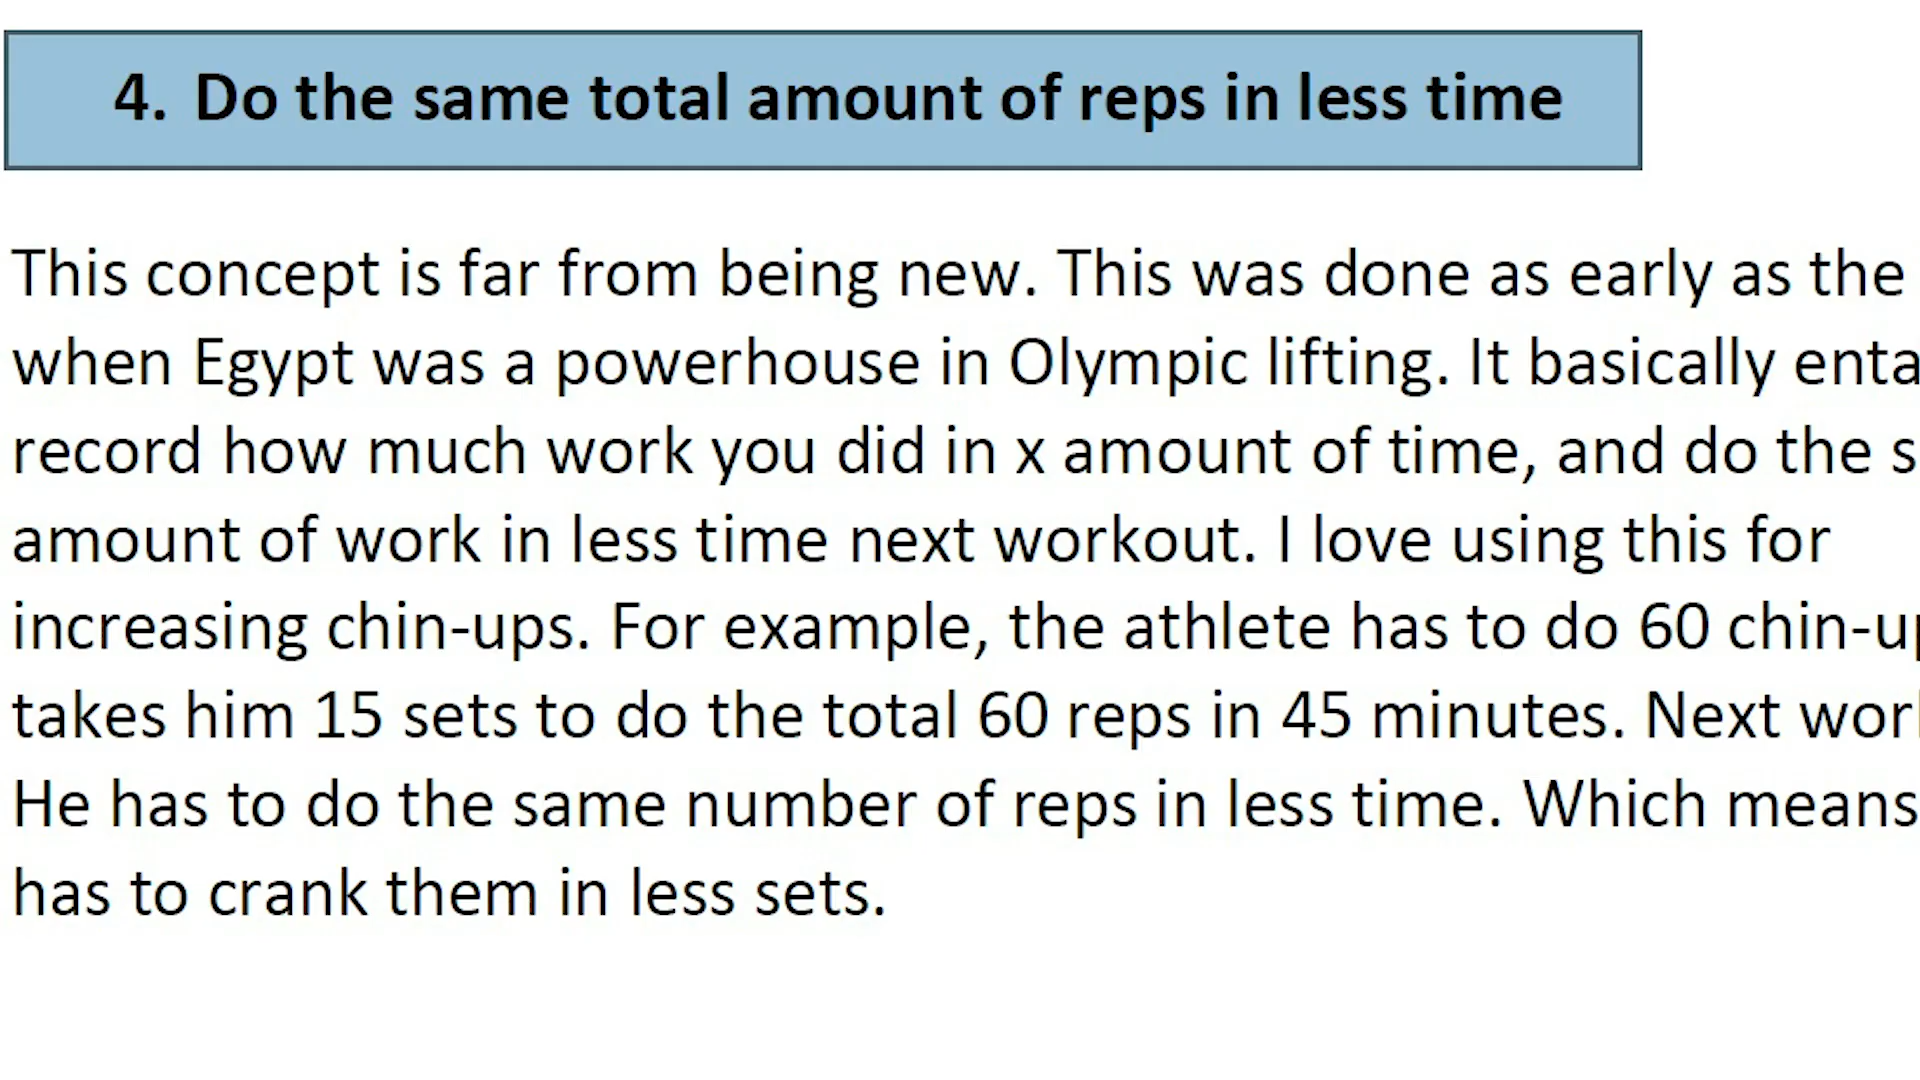 4. Do the same total amount of reps in less time
This concept is far from being new. This was done as early as the
when Egypt was a powerhouse in Olympic lifting. It basically
record how much work you did in x amount of time, and do the
amount of work in less time next workout. I love using this for
increasing chin-ups. For example, the athlete has to do 60
takes him 15 sets to do the total 60 reps in 45 minutes. Next
He has to do the same number of reps in less time. Which means
has to crank them in less sets.